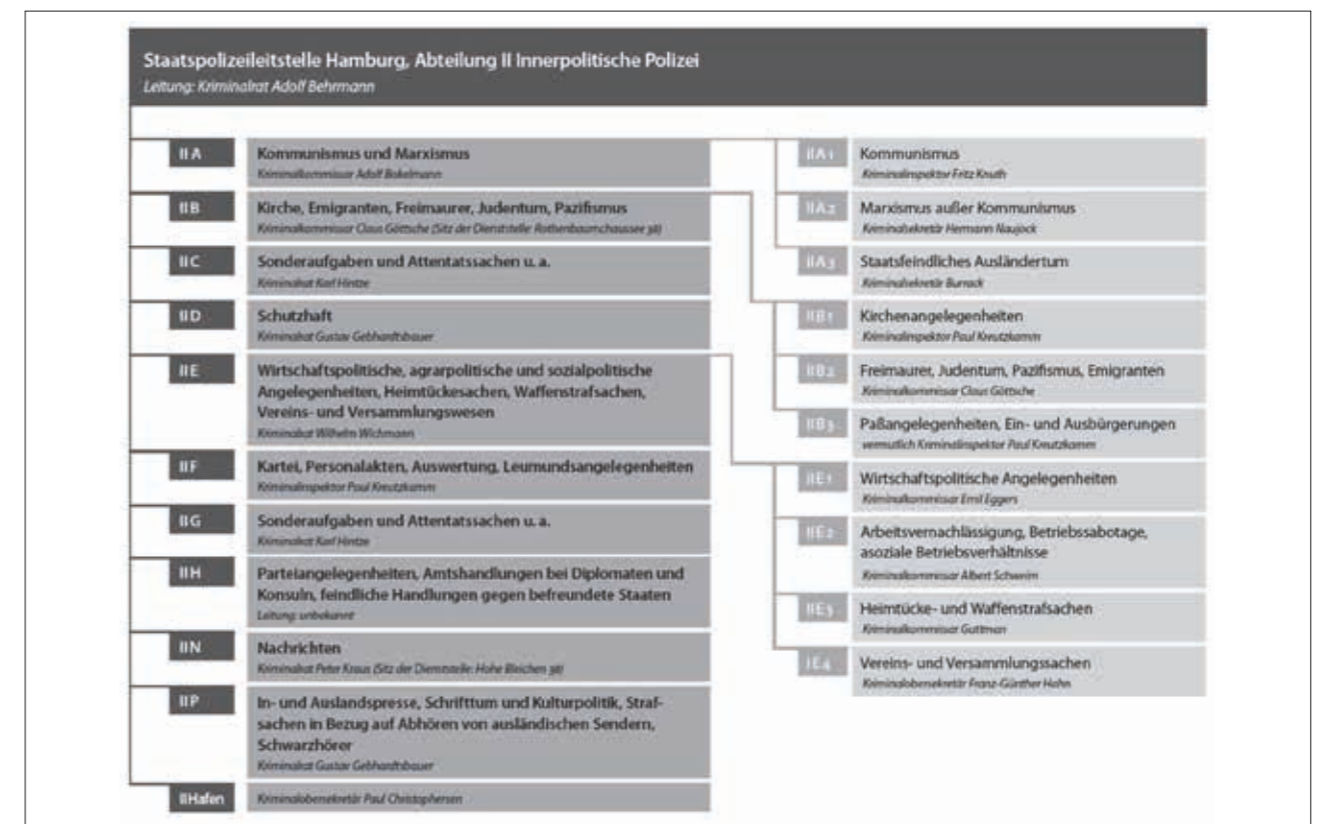 Staatspolizeileitstelle Hamburg, Abteilung II Innerpolitische Polizei
Leitung: Kriminalrat Adolf Behrmann
II A
Kommunismus und Marxismus
Kriminalkommissar Adolf Bokelmann
II B
Kirche, Emigranten, Freimaurer, Judentum, Pazifismus
Kriminalkommissar Claus Göttsche (Sitz der Dienststelle: Rothenbaumchaussee 38)
II C
Sonderaufgaben und Attentatssachen u. a.
Kriminalrat Karl Hintze
II D
Schutzhaft
Kriminalrat Gustav Gebhardtsbauer
II E
Wirtschaftspolitische, agrarpolitische und sozialpolitische
Angelegenheiten, Heimtückesachen, Waffenstrafsachen,
Vereins- und Versammlungswesen
Kriminalrat Wilhelm Wichmann
II F
Kartei, Personalakten, Auswertung, Leumundsangelegenheiten
Kriminalinspektor Paul Kreutzkamm
II G
Sonderaufgaben und Attentatssachen u. a.
Kriminalrat Karl Hintze
II H
Parteiangelegenheiten, Amtshandlungen bei Diplomaten und
Konsuln, feindliche Handlungen gegen befreundete Staaten
Leitung: unbekannt
II N
Nachrichten
Kriminalrat Peter Kraus (Sitz der Dienststelle: Hohe Bleichen 38)
II P
In- und Auslandspresse, Schrifttum und Kulturpolitik, Straf-
sachen in Bezug auf Abhören von ausländischen Sendern,
Schwarzhörer
Kriminalrat Gustav Gebhardtsbauer
II Hafen
Kriminalobersekretär Paul Christophersen
II A 1
Kommunismus
Kriminalinspektor Fritz Knuth
II A 2
Marxismus außer Kommunismus
Kriminalsekretär Hermann Naujock
II A 3
Staatsfeindliches Ausländertum
Kriminalsekretär Burrack
II B 1
Kirchenangelegenheiten
Kriminalinspektor Paul Kreutzkamm
II B 2
Freimaurer, Judentum, Pazifismus, Emigranten
Kriminalkommissar Claus Göttsche
II B 3
Paßangelegenheiten, Ein- und Ausbürgerungen
vermutlich Kriminalinspektor Paul Kreutzkamm
II E 1
Wirtschaftspolitische Angelegenheiten
Kriminalkommissar Emil Eggers
II E 2
Arbeitsvernachlässigung, Betriebssabotage,
asoziale Betriebsverhältnisse
Kriminalkommissar Albert Schweim
II E 3
Heimtücke- und Waffenstrafsachen
Kriminalkommissar Guttman
I E 4
Vereins- und Versammlungssachen
Kriminalobersekretär Franz-Günther Hahn